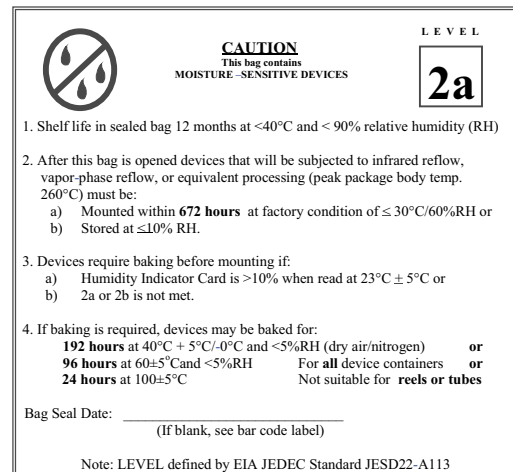 LEVEL
CAUTION
This bag contains
MOISTURE –SENSITIVE DEVICES
2a
1. Shelf life in sealed bag 12 months at <40°C and < 90% relative humidity (RH)
2. After this bag is opened devices that will be subjected to infrared reflow,
vapor-phase reflow, or equivalent processing (peak package body temp.
260°C) must be:
a) Mounted within 672 hours at factory condition of ≤ 30°C/60%RH or
b) Stored at ≤10% RH.
3. Devices require baking before mounting if:
a) Humidity Indicator Card is >10% when read at 23°C ± 5°C or
b) 2a or 2b is not met.
4. If baking is required, devices may be baked for:
192 hours at 40°C + 5°C/-0°C and <5%RH (dry air/nitrogen) or
96 hours at 60±5°Cand <5%RH For all device containers or
24 hours at 100±5°C Not suitable for reels or tubes
Bag Seal Date: ______________________________
(If blank, see bar code label)
Note: LEVEL defined by EIA JEDEC Standard JESD22-A113